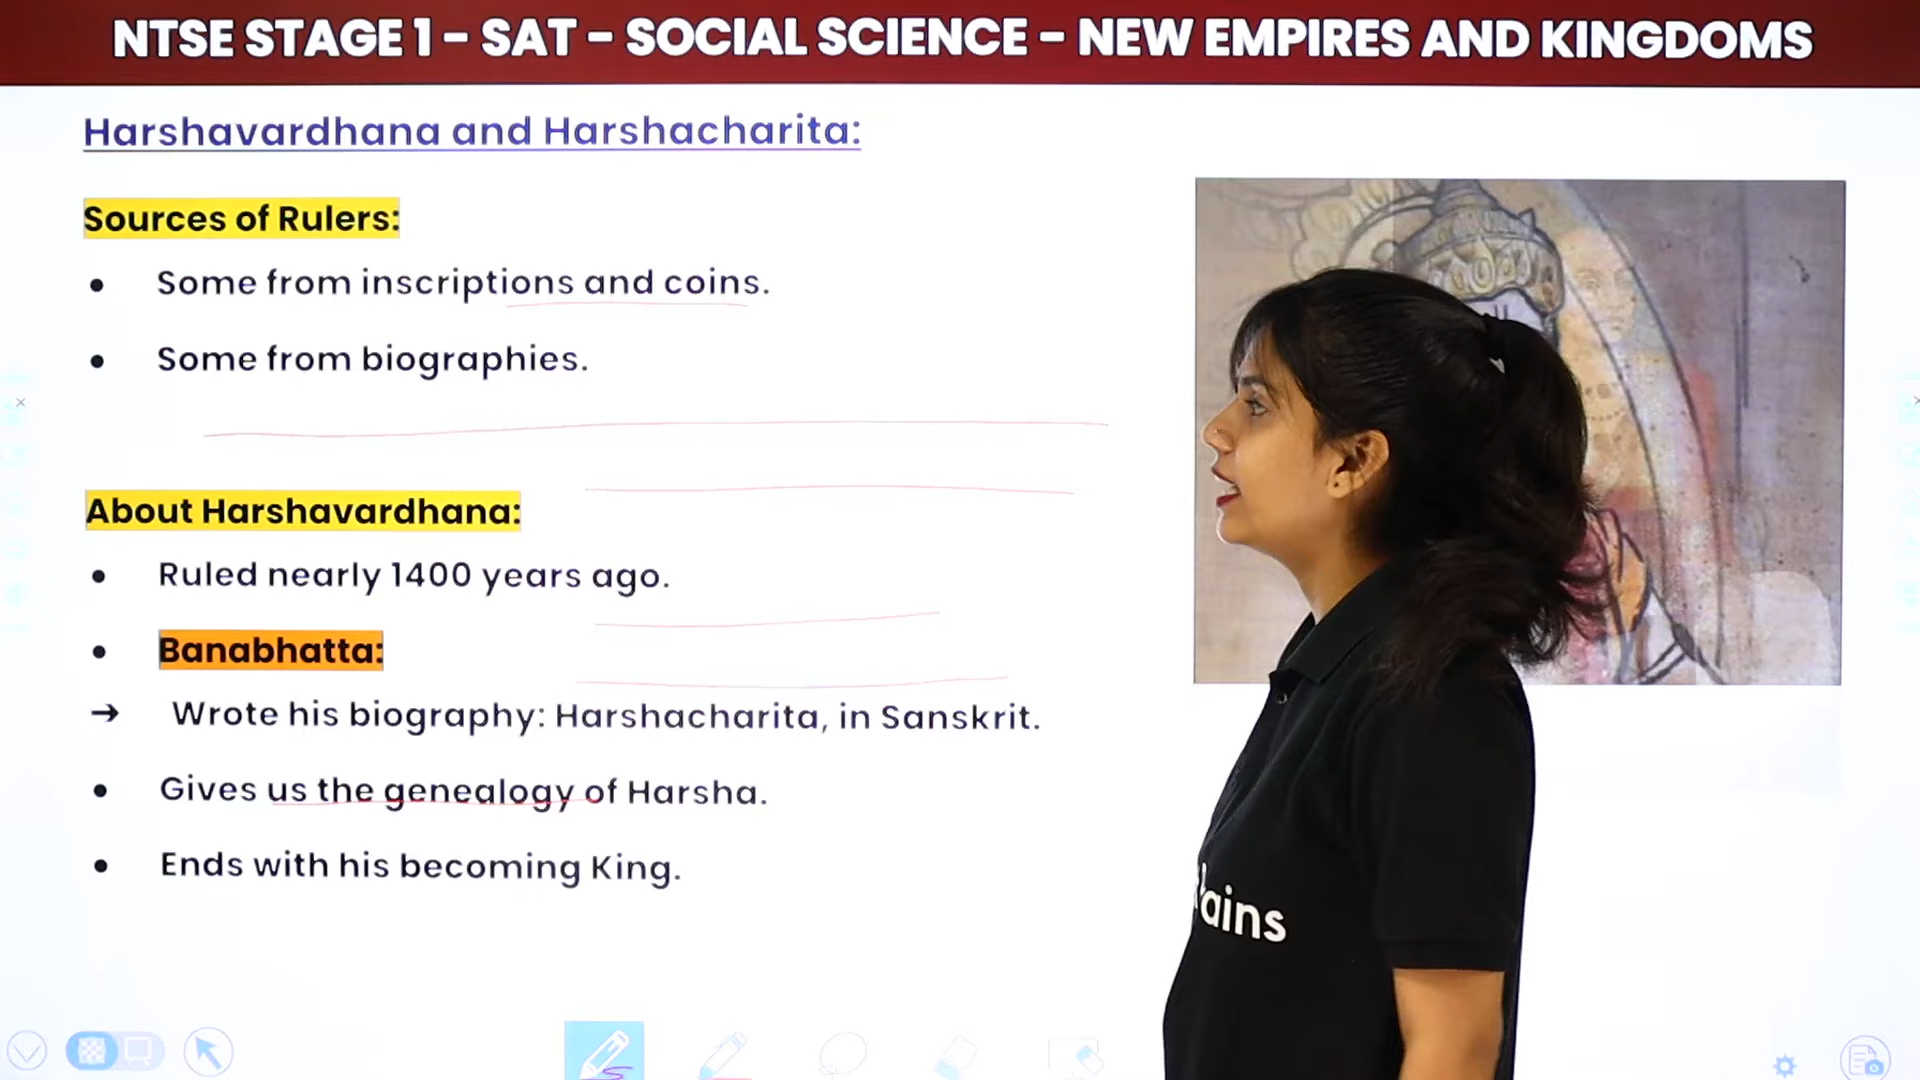 NTSE STAGE 1 – SAT – SOCIAL SCIENCE – NEW EMPIRES AND KINGDOMS
Harshavardhana and Harshacharita:
Sources of Rulers:
● Some from inscriptions and coins.
● Some from biographies.
About Harshavardhana:
● Ruled nearly 1400 years ago.
● Banabhatta:
→ Wrote his biography: Harshacharita, in Sanskrit.
● Gives us the genealogy of Harsha.
● Ends with his becoming King.